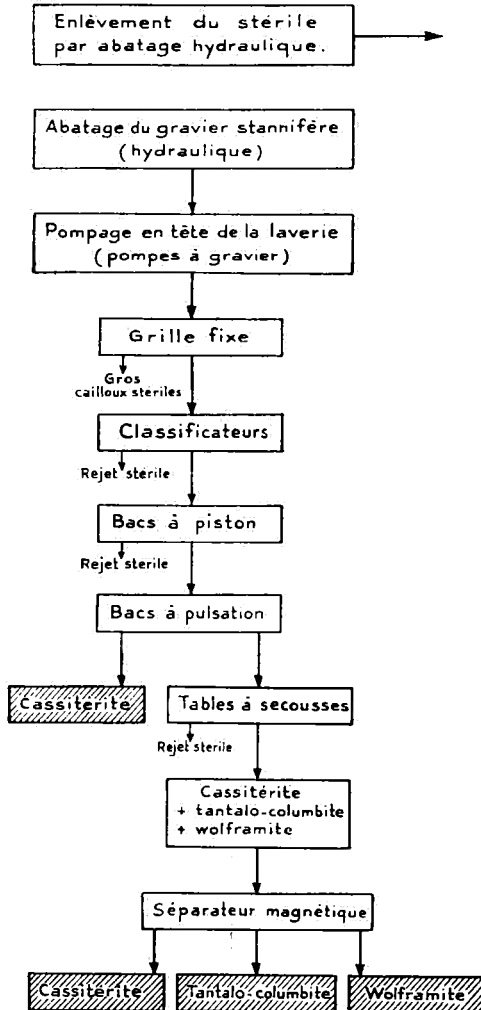 Enlèvement du stérile
par abatage hydraulique.
Abatage du gravier stannifère
(hydraulique)
Pompage en tête de la laverie
(pompes à gravier)
Grille fixe
Gros
cailloux stériles
Classificateurs
Rejet stérile
Bacs à piston
Rejet stérile
Bacs à pulsation
Cassitérite
Tables à secousses
Rejet stérile
Cassitérite
+ tantalo-columbite
+ wolframite
Séparateur magnétique
Cassitérite
Tantalo-columbite
Wolframite